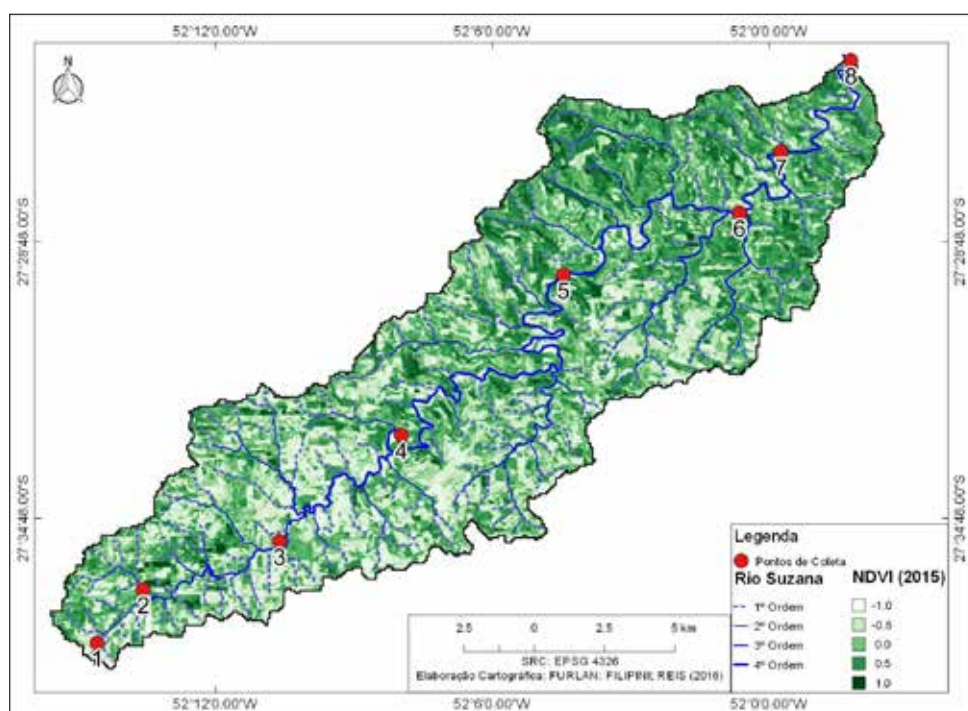 52°12'0.00"W 52°6'0.00"W 52°0'0.00"W
N
8
7
6
27°28'48.00"S 27°28'48.00"S
5
4
27°34'48.00"S 27°34'48.00"S
3
2
1
Legenda
Pontos de Coleta
Rio Suzana NDVI (2015)
1ª Ordem -1.0
2ª Ordem -0.5
3ª Ordem 0.0
4ª Ordem 0.5
1.0
2.5 0 2.5 5 km
SRC: EPSG 4326
Elaboração Cartográfica: FURLAN; FILIPINI; REIS (2016)
52°12'0.00"W 52°6'0.00"W 52°0'0.00"W